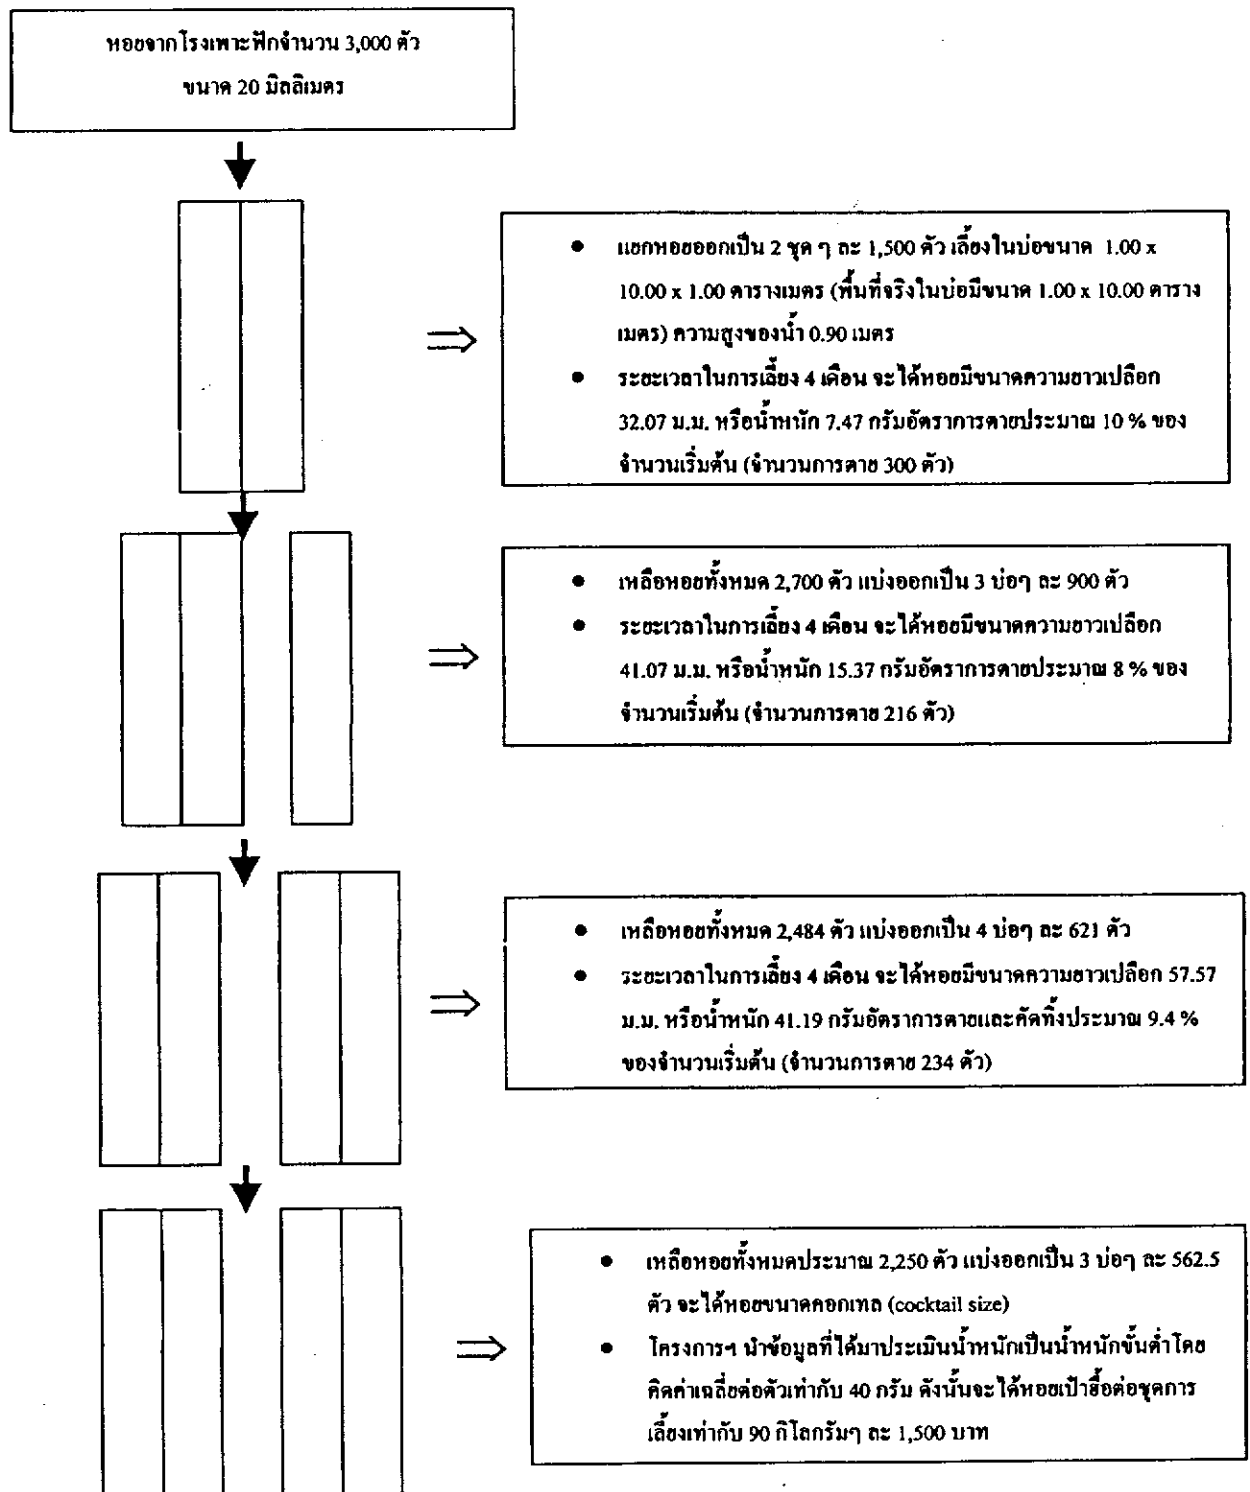 หอยจากโรงเพาะฟักจำนวน 3,000 ตัว
ขนาด 20 มิลลิเมตร
● แยกหอยออกเป็น 2 ชุด ๆ ละ 1,500 ตัว เลี้ยงในบ่อขนาด 1.00 x
10.00 x 1.00 ตารางเมตร (พื้นที่จริงในบ่อมีขนาด 1.00 x 10.00 ตาราง
เมตร) ความสูงของน้ำ 0.90 เมตร
● ระยะเวลาในการเลี้ยง 4 เดือน จะได้หอยมีขนาดความยาวเปลือก
32.07 ม.ม. หรือน้ำหนัก 7.47 กรัมอัตราการตายประมาณ 10 % ของ
จำนวนเริ่มต้น (จำนวนการตาย 300 ตัว)
● เหลือหอยทั้งหมด 2,700 ตัว แบ่งออกเป็น 3 บ่อๆ ละ 900 ตัว
● ระยะเวลาในการเลี้ยง 4 เดือน จะได้หอยมีขนาดความยาวเปลือก
41.07 ม.ม. หรือน้ำหนัก 15.37 กรัมอัตราการตายประมาณ 8 % ของ
จำนวนเริ่มต้น (จำนวนการตาย 216 ตัว)
● เหลือหอยทั้งหมด 2,484 ตัว แบ่งออกเป็น 4 บ่อๆ ละ 621 ตัว
● ระยะเวลาในการเลี้ยง 4 เดือน จะได้หอยมีขนาดความยาวเปลือก 57.57
ม.ม. หรือน้ำหนัก 41.19 กรัมอัตราการตายและคัดทิ้งประมาณ 9.4 %
ของจำนวนเริ่มต้น (จำนวนการตาย 234 ตัว)
● เหลือหอยทั้งหมดประมาณ 2,250 ตัว แบ่งออกเป็น 3 บ่อๆ ละ 562.5
ตัว จะได้หอยขนาดคอกเทล (cocktail size)
● โครงการฯ นำข้อมูลที่ได้มาประเมินน้ำหนักเป็นน้ำหนักขั้นต่ำโดย
คิดค่าเฉลี่ยต่อตัวเท่ากับ 40 กรัม ดังนั้นจะได้หอยเป๋าฮื้อต่อชุดการ
เลี้ยงเท่ากับ 90 กิโลกรัมๆ ละ 1,500 บาท